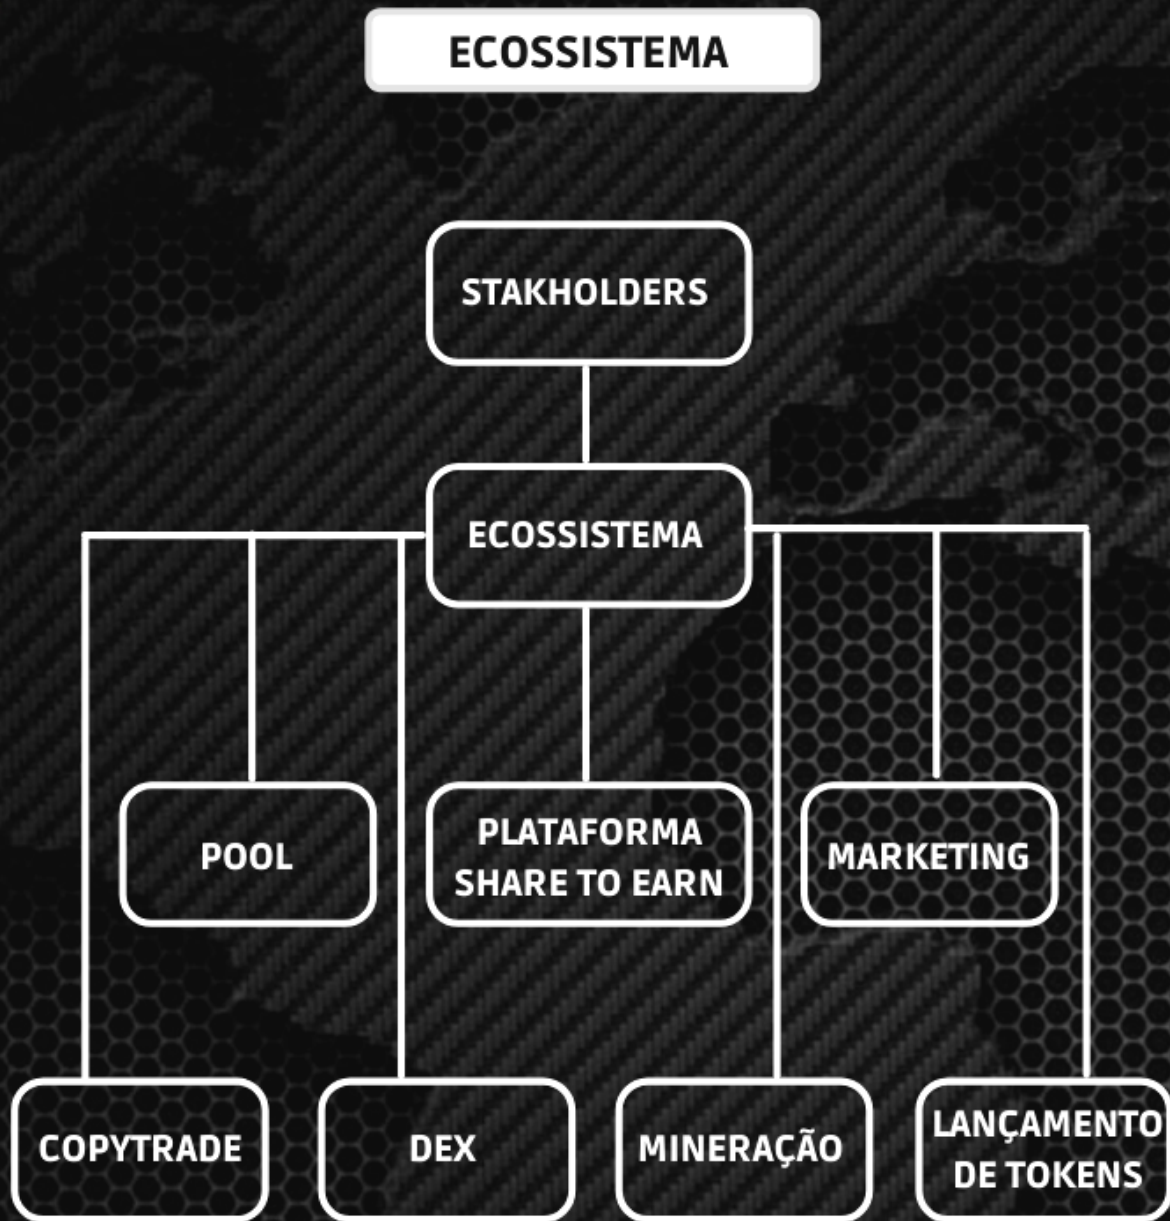 ECOSSISTEMA
STAKHOLDERS
ECOSSISTEMA
POOL
PLATAFORMA
SHARE TO EARN
MARKETING
COPYTRADE
DEX
MINERAÇÃO
LANÇAMENTO
DE TOKENS